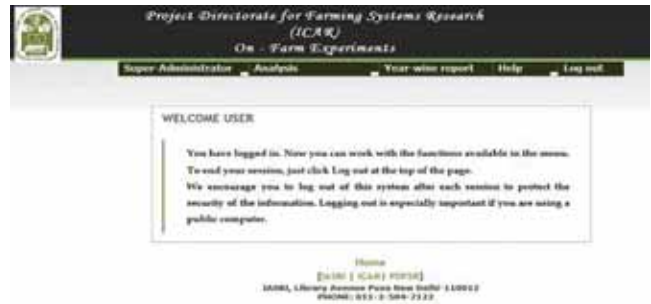 Project Directorate for Farming Systems Research
(ICAR)
On - Farm Experiments
Super Administrator Analysis Year wise report Help Log out
WELCOME USER
You have logged in. Now you can work with the functions available in the menu.
To end your session, just click Log out at the top of the page.
We encourage you to log out of this system after each session to protect the
security of the information. Logging out is especially important if you are using a
public computer.
Home
[IASRI | ICAR| PDFSR]
IASRI, Library Avenue Pusa New Delhi 110012